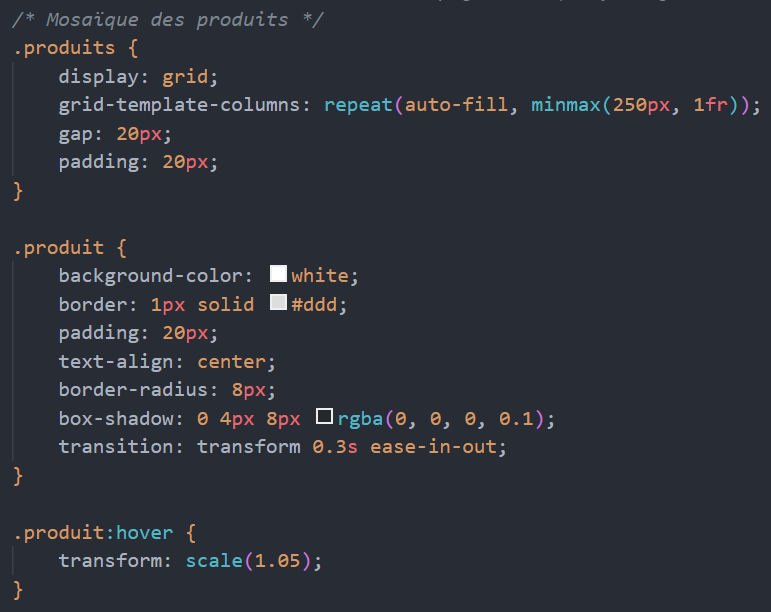 /* Mosaïque des produits */
.produits {
    display: grid;
    grid-template-columns: repeat(auto-fill, minmax(250px, 1fr));
    gap: 20px;
    padding: 20px;
}

.produit {
    background-color: white;
    border: 1px solid #ddd;
    padding: 20px;
    text-align: center;
    border-radius: 8px;
    box-shadow: 0 4px 8px rgba(0, 0, 0, 0.1);
    transition: transform 0.3s ease-in-out;
}

.produit:hover {
    transform: scale(1.05);
}